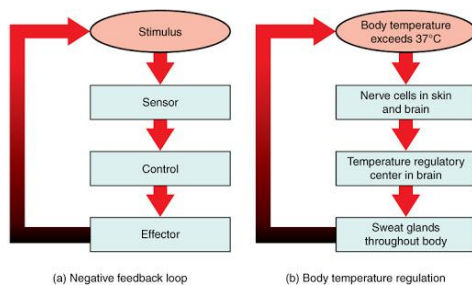 Stimulus
Sensor
Control
Effector
(a) Negative feedback loop
Body temperature
exceeds 37°C
Nerve cells in skin
and brain
Temperature regulatory
center in brain
Sweat glands
throughout body
(b) Body temperature regulation